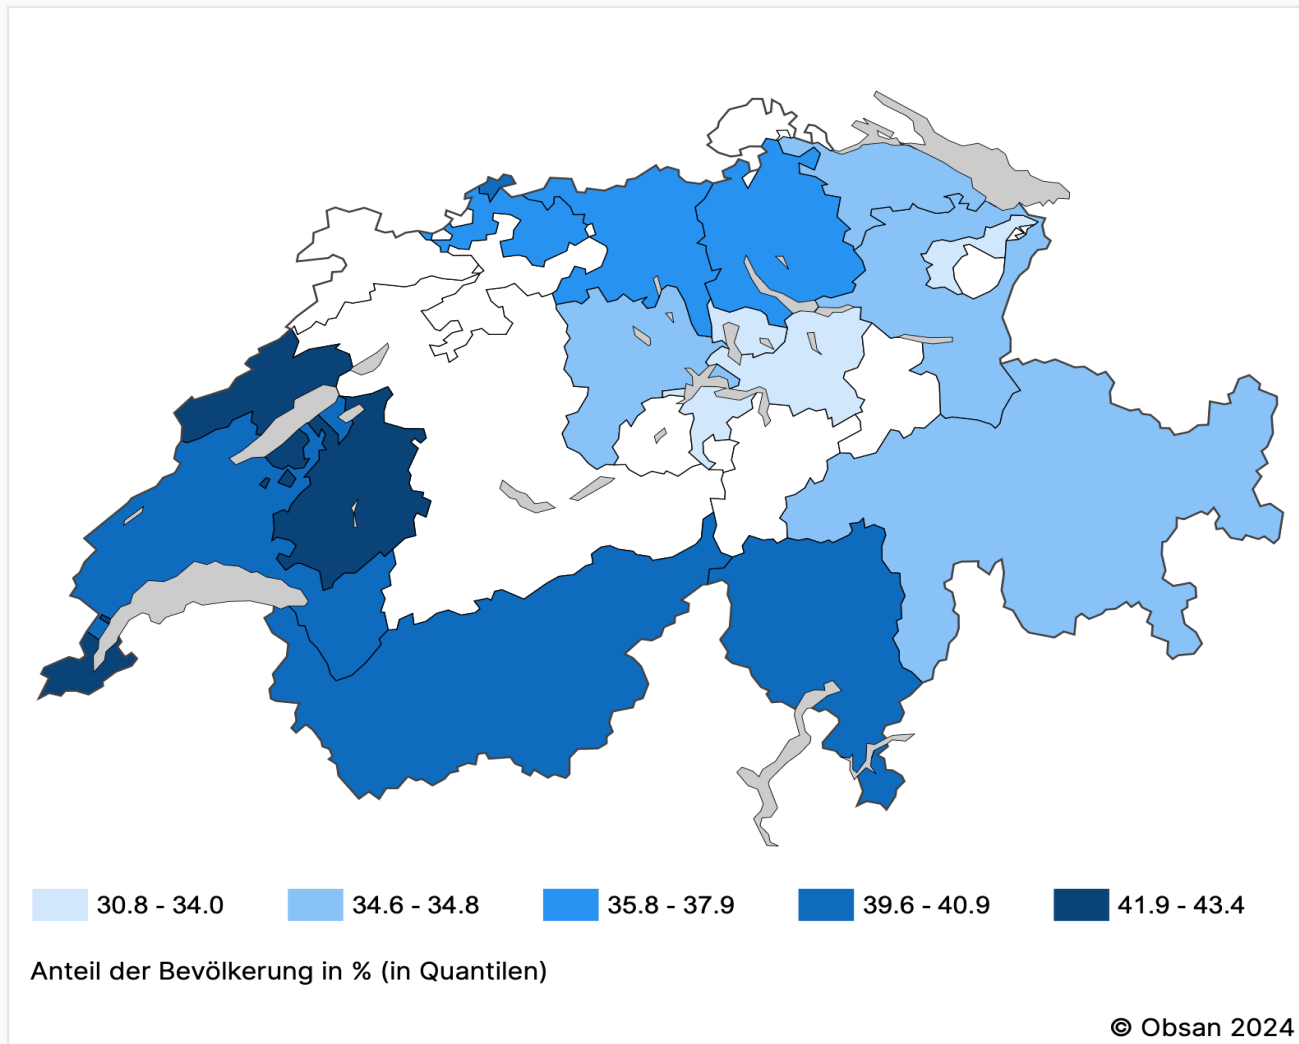 30.8 - 34.0 34.6 - 34.8 35.8 - 37.9 39.6 - 40.9 41.9 - 43.4
Anteil der Bevölkerung in % (in Quantilen)
© Obsan 2024